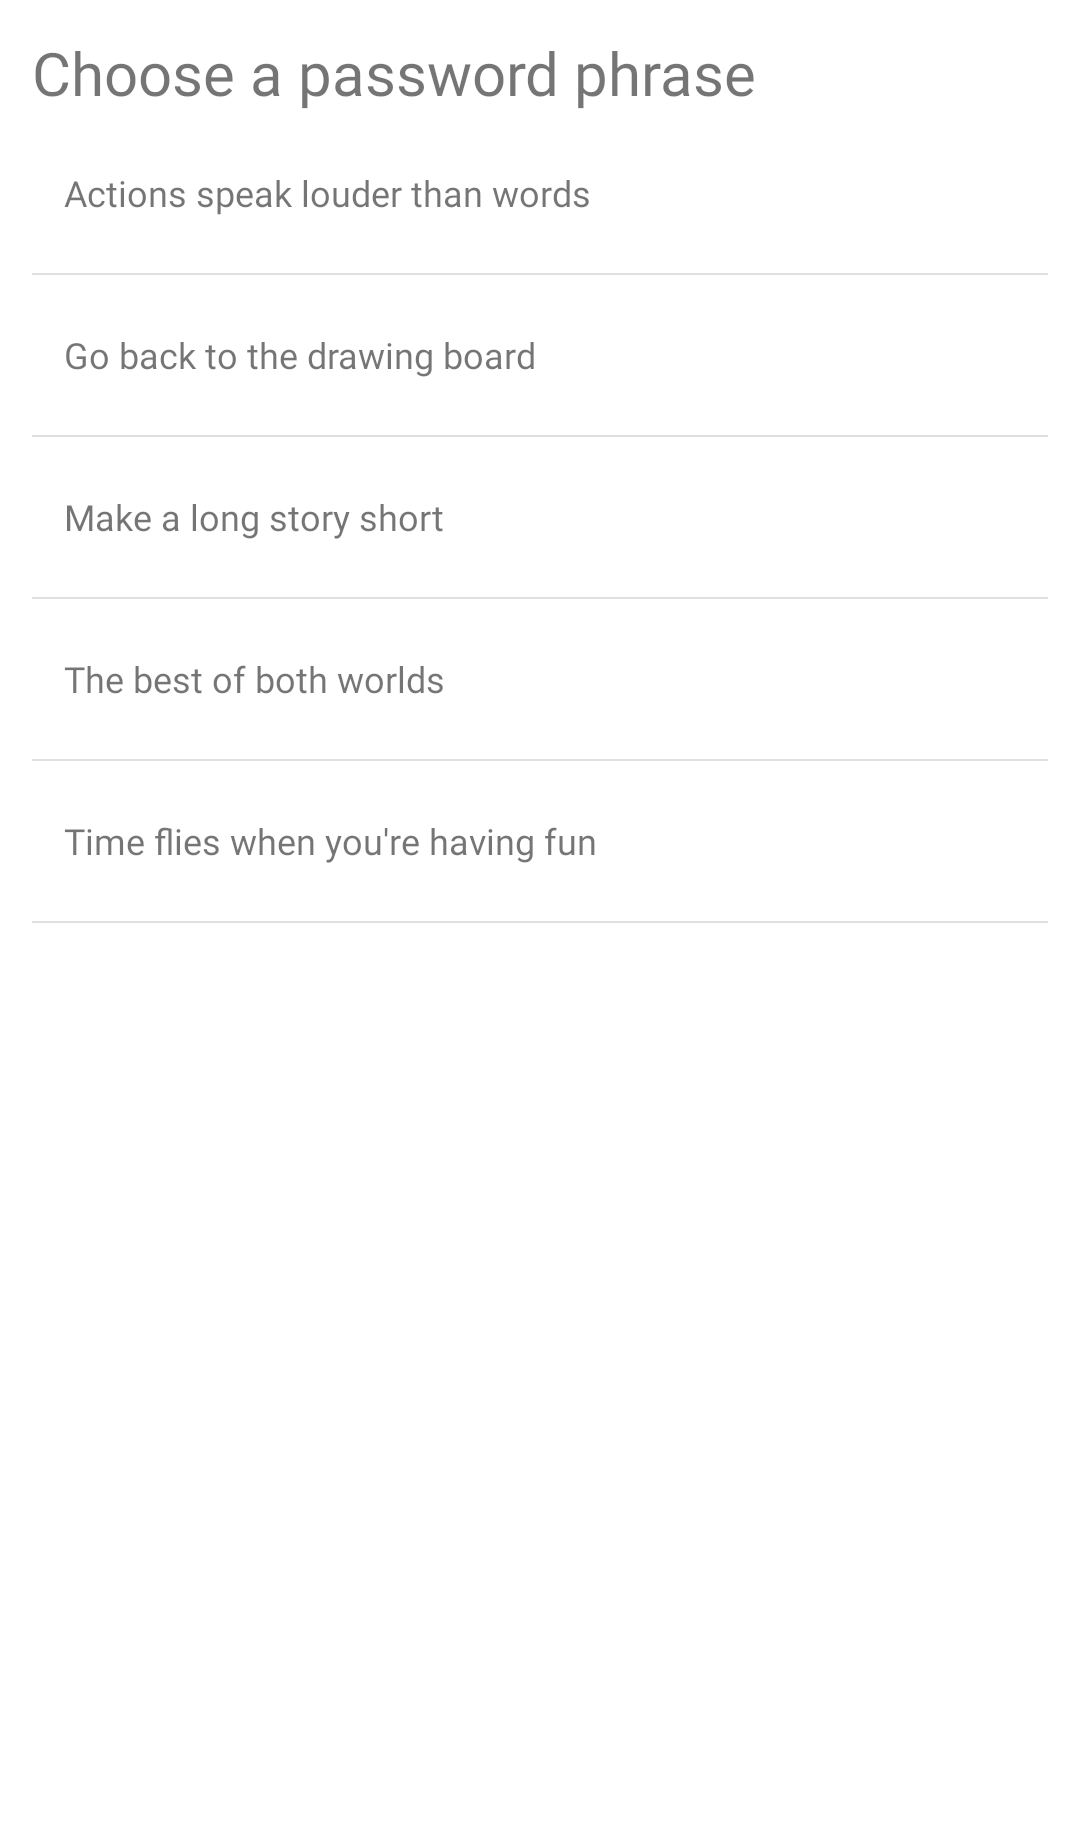 Choose a password phrase
Actions speak louder than words
Go back to the drawing board
Make a long story short
The best of both worlds
Time flies when you're having fun